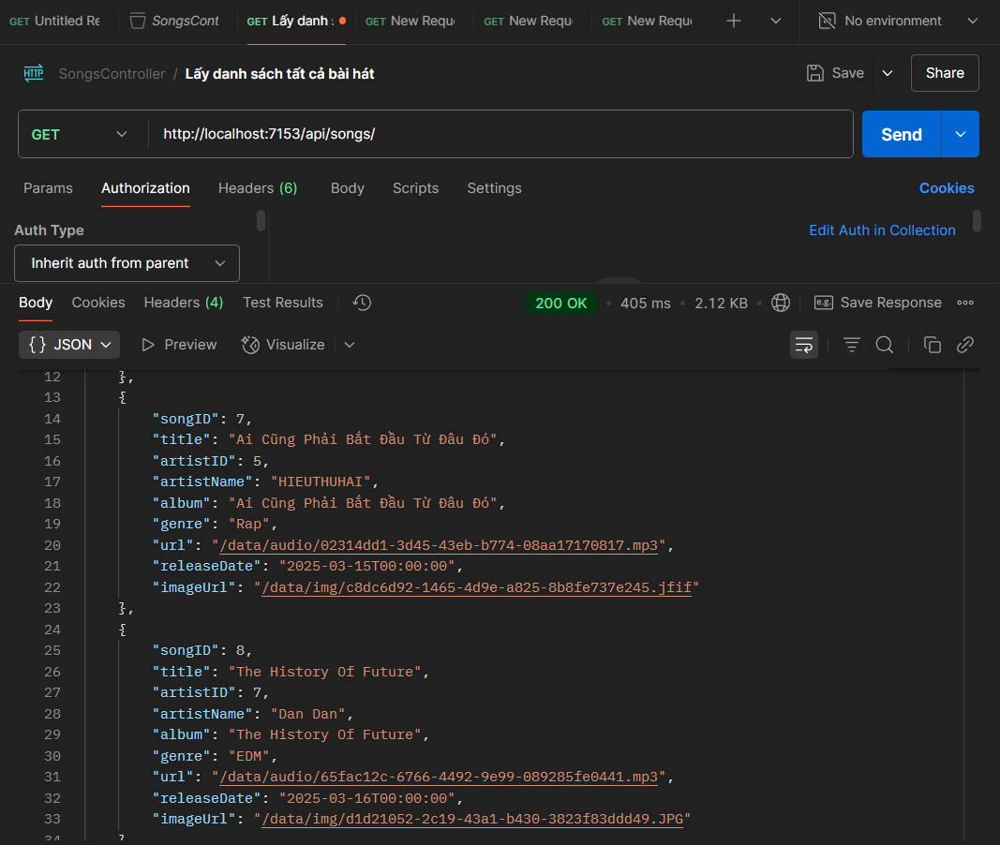 GET Untitled Re SongsCont GET Lấy danh s GET New Requ GET New Requ GET New Requ No environment
HTTP SongsController / Lấy danh sách tất cả bài hát Save Share
GET http://localhost:7153/api/songs/ Send
Params Authorization Headers (6) Body Scripts Settings Cookies
Auth Type Edit Auth in Collection
Inherit auth from parent
Body Cookies Headers (4) Test Results 200 OK • 405 ms • 2.12 KB • e.g. Save Response
{} JSON Preview Visualize
12 },
13 {
14 "songID": 7,
15 "title": "Ai Cũng Phải Bắt Đầu Từ Đâu Đó",
16 "artistID": 5,
17 "artistName": "HIEUTHUHAI",
18 "album": "Ai Cũng Phải Bắt Đầu Từ Đâu Đó",
19 "genre": "Rap",
20 "url": "/data/audio/02314dd1-3d45-43eb-b774-08aa17170817.mp3",
21 "releaseDate": "2025-03-15T00:00:00",
22 "imageUrl": "/data/img/c8dc6d92-1465-4d9e-a825-8b8fe737e245.jfif"
23 },
24 {
25 "songID": 8,
26 "title": "The History Of Future",
27 "artistID": 7,
28 "artistName": "Dan Dan",
29 "album": "The History Of Future",
30 "genre": "EDM",
31 "url": "/data/audio/65fac12c-6766-4492-9e99-089285fe0441.mp3",
32 "releaseDate": "2025-03-16T00:00:00",
33 "imageUrl": "/data/img/d1d21052-2c19-43a1-b430-3823f83ddd49.JPG"
34 }